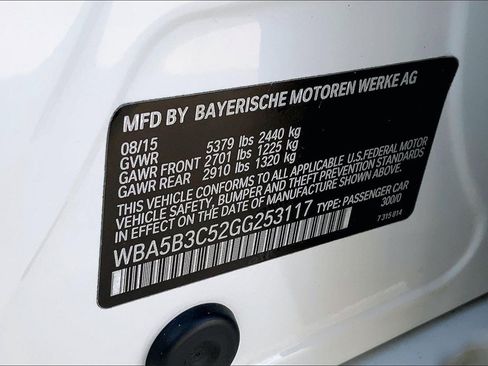 MFD BY BAYERISCHE MOTOREN WERKE AG
08/15
GVWR 5379 lbs 2440 kg
GAWR FRONT 2701 lbs 1225 kg
GAWR REAR 2910 lbs 1320 kg
THIS VEHICLE CONFORMS TO ALL APPLICABLE U.S.FEDERAL MOTOR
VEHICLE SAFETY, BUMPER AND THEFT PREVENTION STANDARDS
IN EFFECT ON THE DATE OF MANUFACTURE SHOWN ABOVE.
WBA5B3C52GG253117 TYPE: PASSENGER CAR
300/0
7 315 814